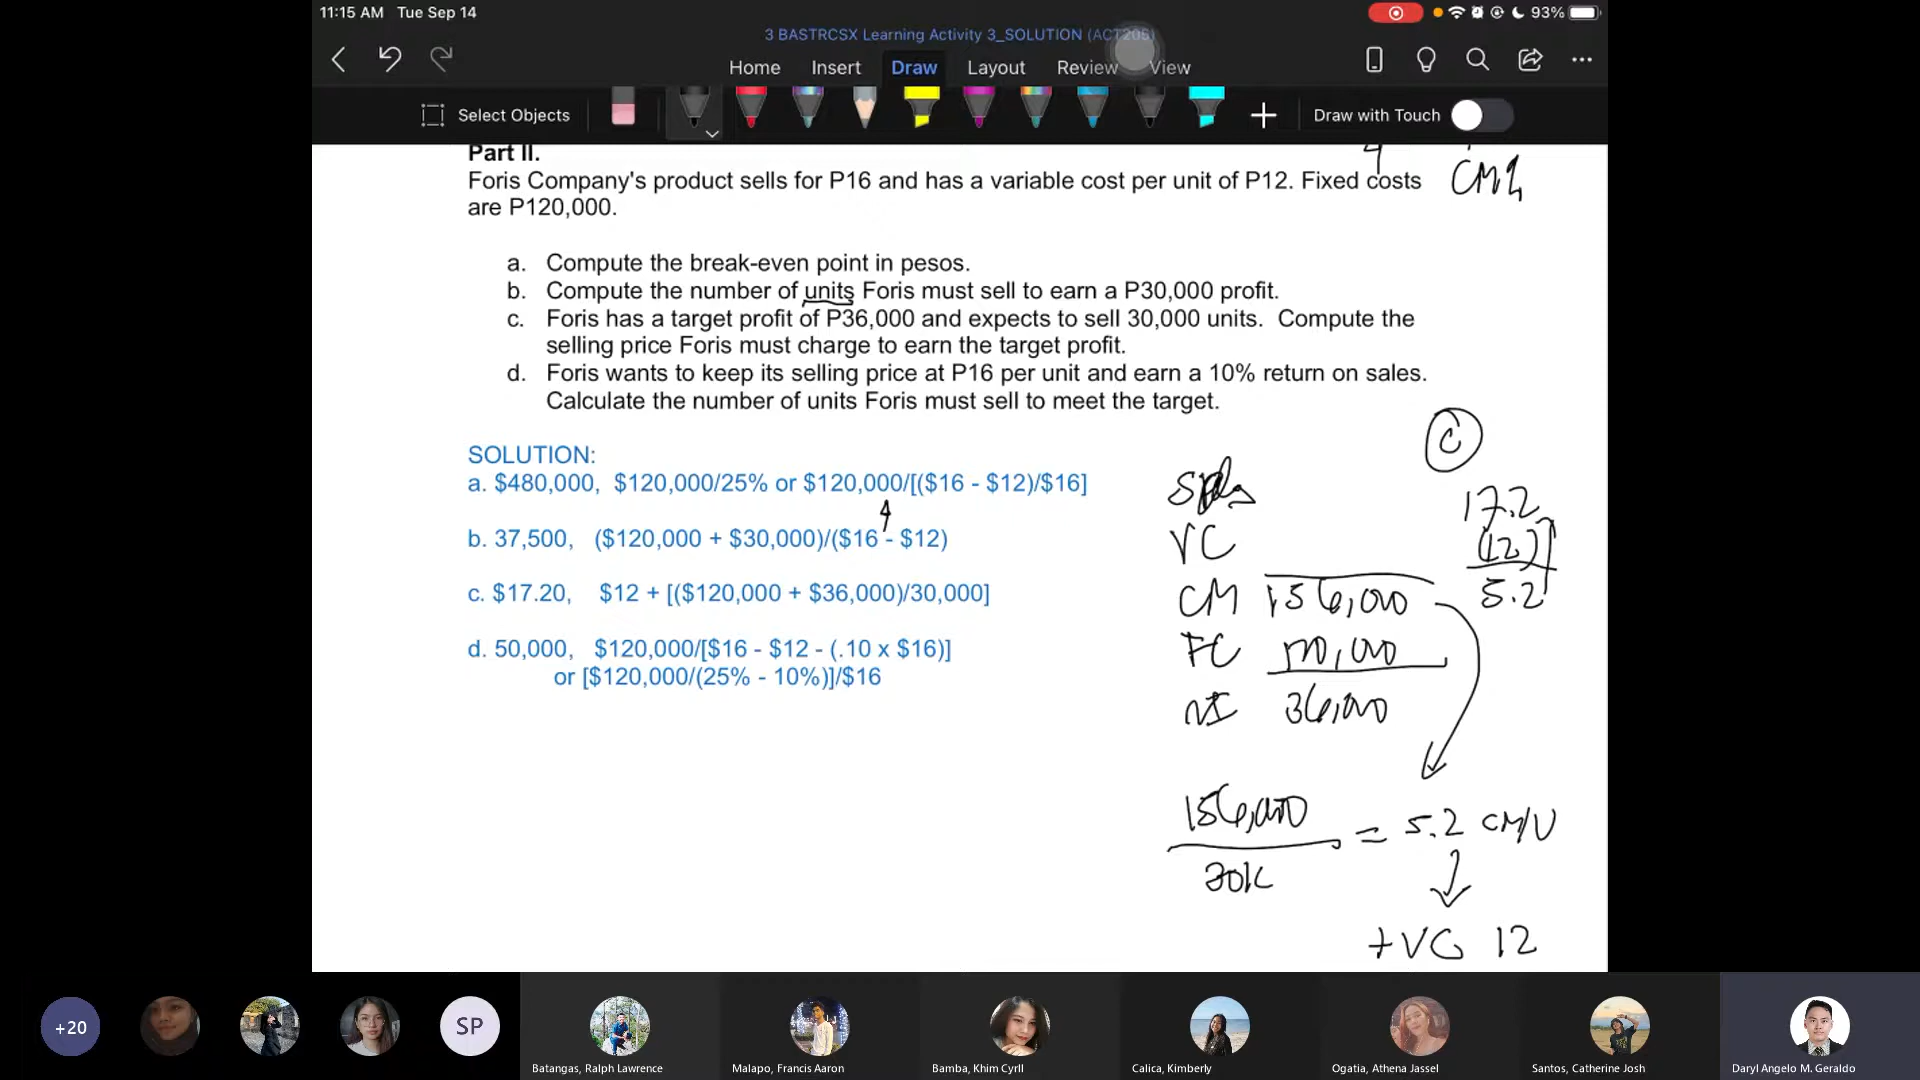 11:15 AM Tue Sep 14
93%
3 BASTRCSX Learning Activity 3_SOLUTION (ACT205)
Home Insert Draw Layout Review View
Select Objects
Draw with Touch
Part II.
Foris Company's product sells for P16 and has a variable cost per unit of P12. Fixed costs
are P120,000.
a. Compute the break-even point in pesos.
b. Compute the number of units Foris must sell to earn a P30,000 profit.
c. Foris has a target profit of P36,000 and expects to sell 30,000 units. Compute the
selling price Foris must charge to earn the target profit.
d. Foris wants to keep its selling price at P16 per unit and earn a 10% return on sales.
Calculate the number of units Foris must sell to meet the target.
SOLUTION:
a. $480,000, $120,000/25% or $120,000/[($16 - $12)/$16]
4
b. 37,500, ($120,000 + $30,000)/($16 - $12)
c. $17.20, $12 + [($120,000 + $36,000)/30,000]
d. 50,000, $120,000/[$16 - $12 - (.10 x $16)]
or [$120,000/(25% - 10%)]/$16
C
17.2
VC (12)
CM 156,000 5.2
FC 120,000
NI 36,000
156,000
= 5.2 CM/U
30K
+VC 12
+20
SP
Batangas, Ralph Lawrence
Malapo, Francis Aaron
Bamba, Khim Cyrll
Calica, Kimberly
Ogatia, Athena Jassel
Santos, Catherine Josh
Daryl Angelo M. Geraldo